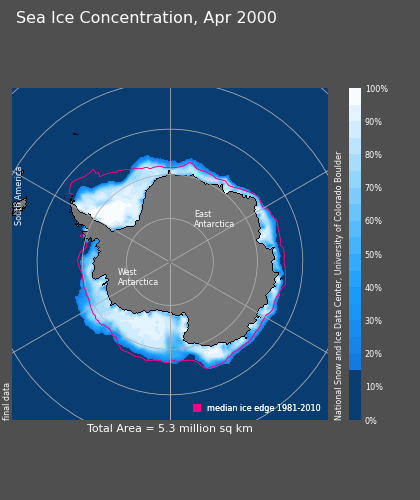 Sea Ice Concentration, Apr 2000
100%
90%
80%
70%
60%
50%
40%
30%
20%
10%
0%
South America
East
Antarctica
West
Antarctica
National Snow and Ice Data Center, University of Colorado Boulder
final data
median ice edge 1981-2010
Total Area = 5.3 million sq km